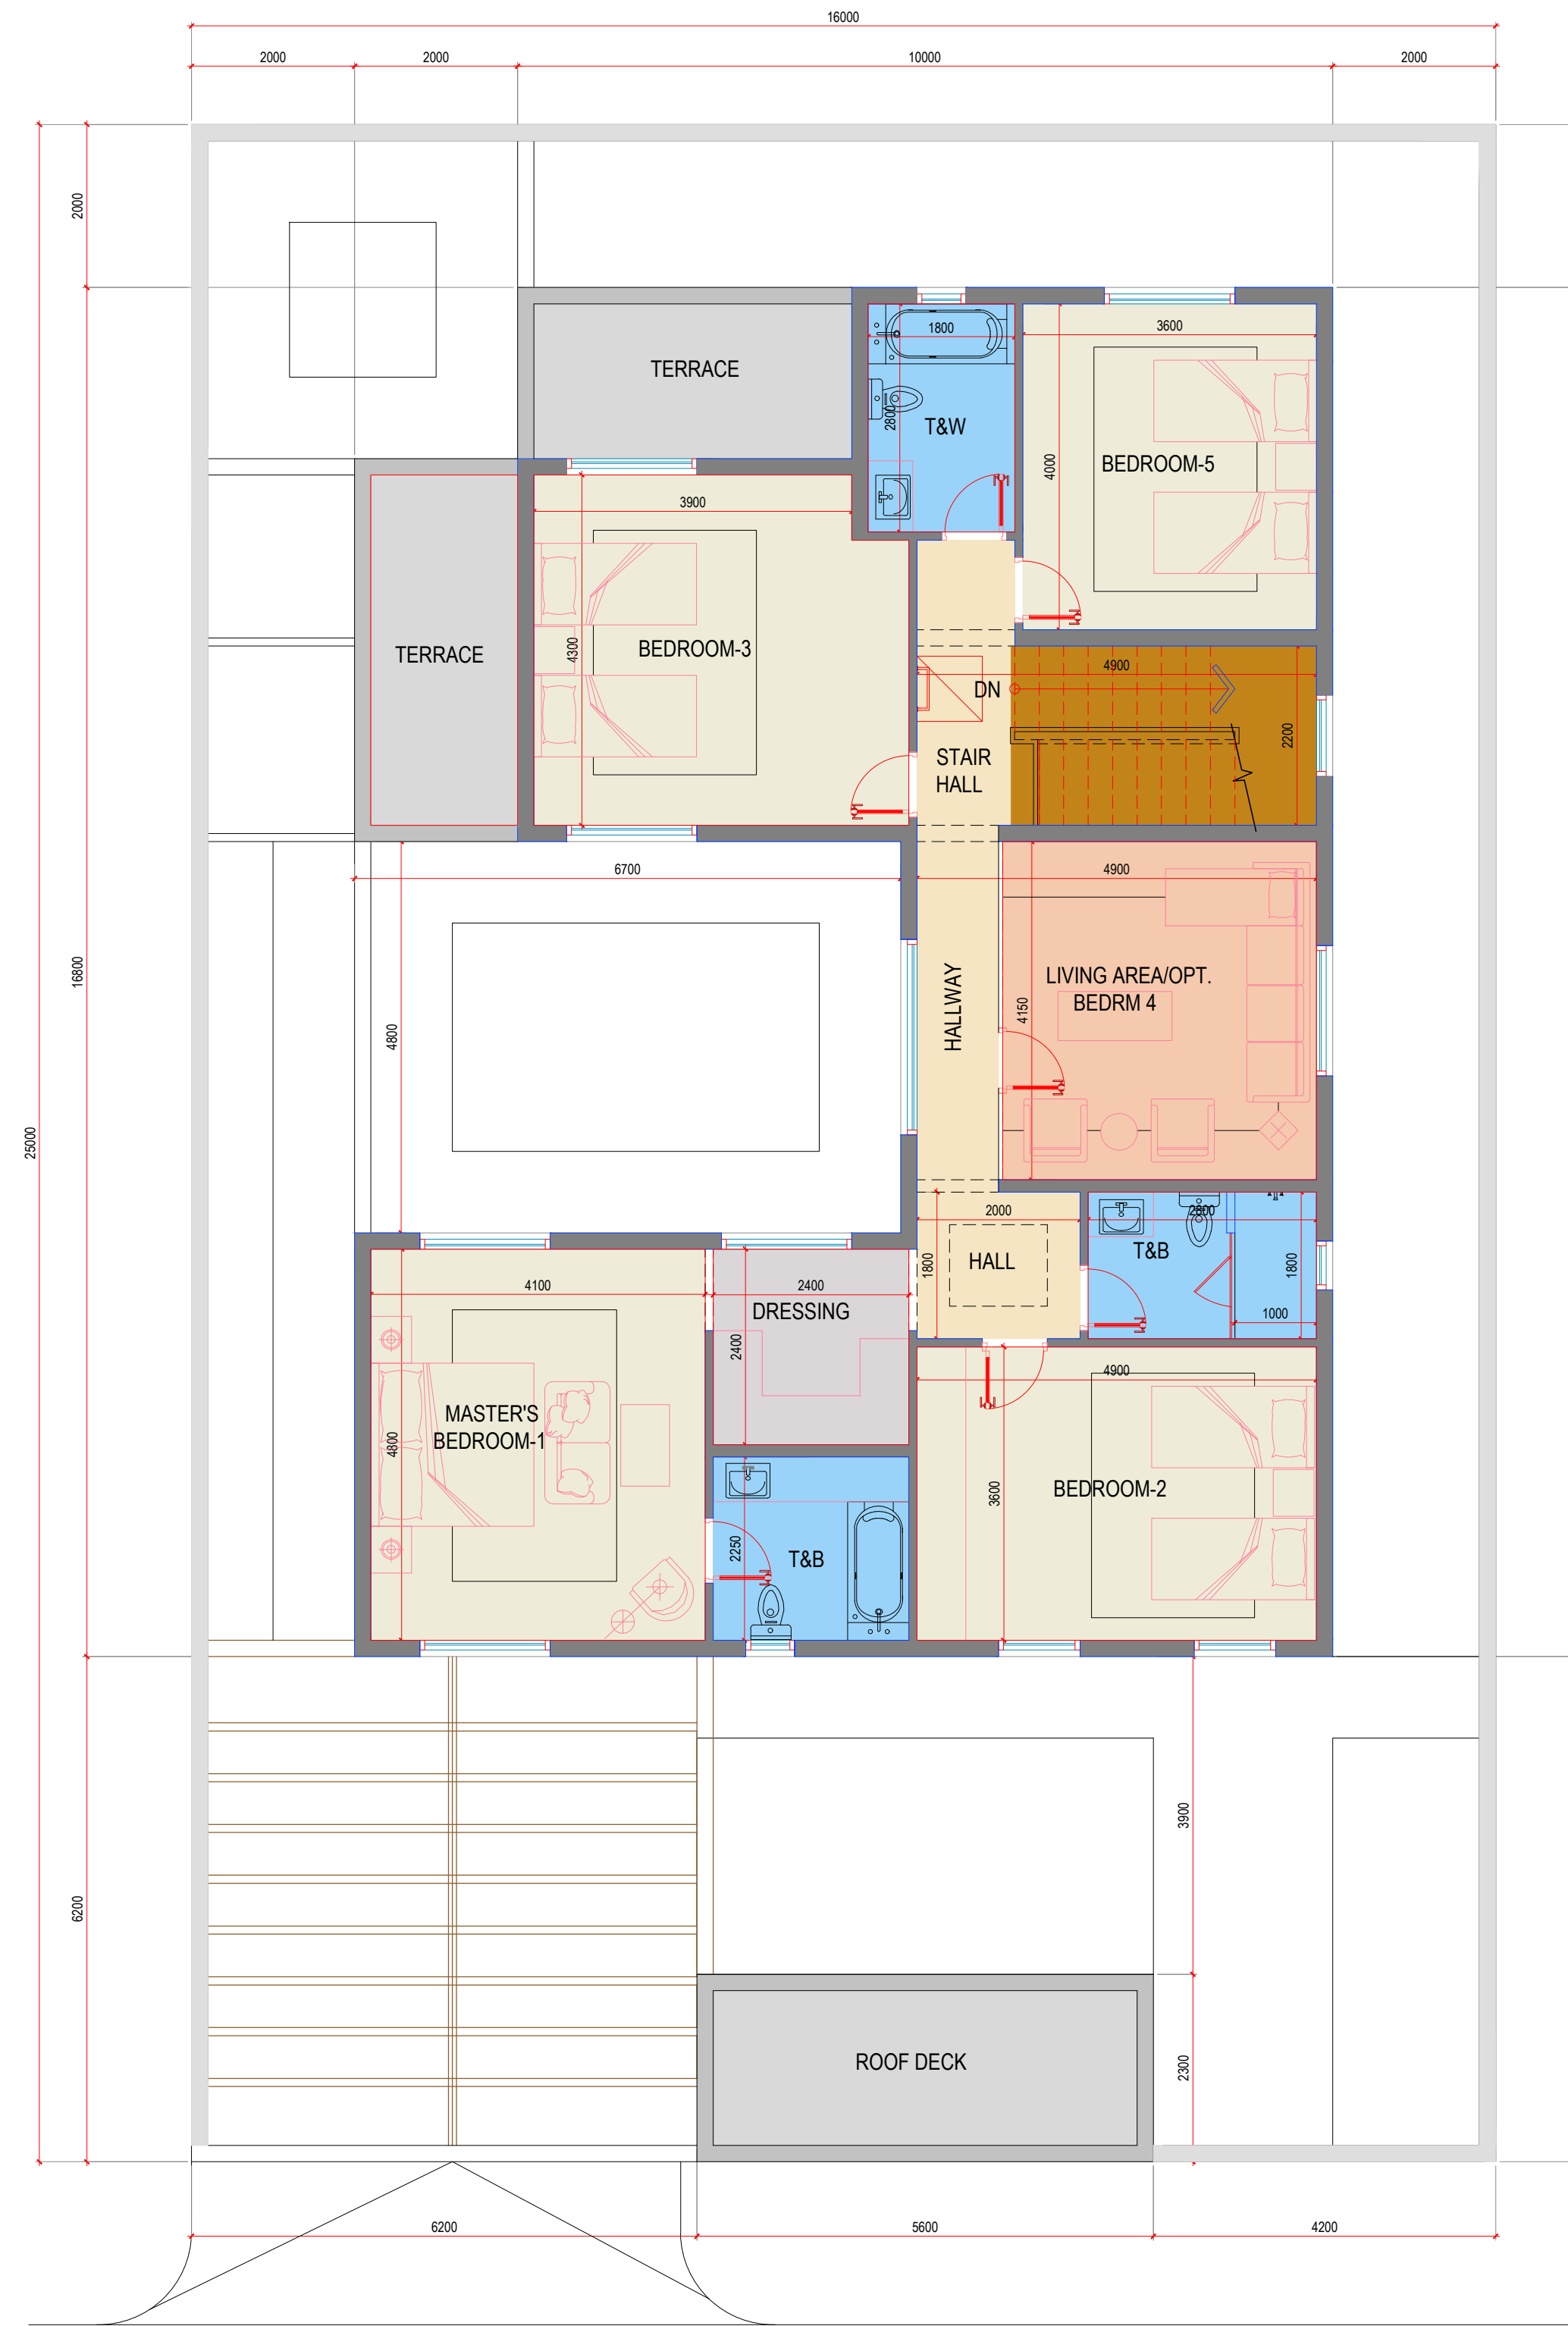 16000
2000
2000
10000
2000
2000
1800
3600
TERRACE
2800
T&W
4000
BEDROOM-5
3900
TERRACE
4300
BEDROOM-3
4900
DN
2200
STAIR
HALL
6700
4900
16800
4800
HALLWAY
LIVING AREA/OPT.
BEDRM 4
4150
25000
2000
2800
1800
HALL
T&B
1800
1000
4100
2400
DRESSING
2400
4900
MASTER'S
BEDROOM-1
4800
3600
BEDROOM-2
2250
T&B
3900
6200
ROOF DECK
2300
6200
5600
4200